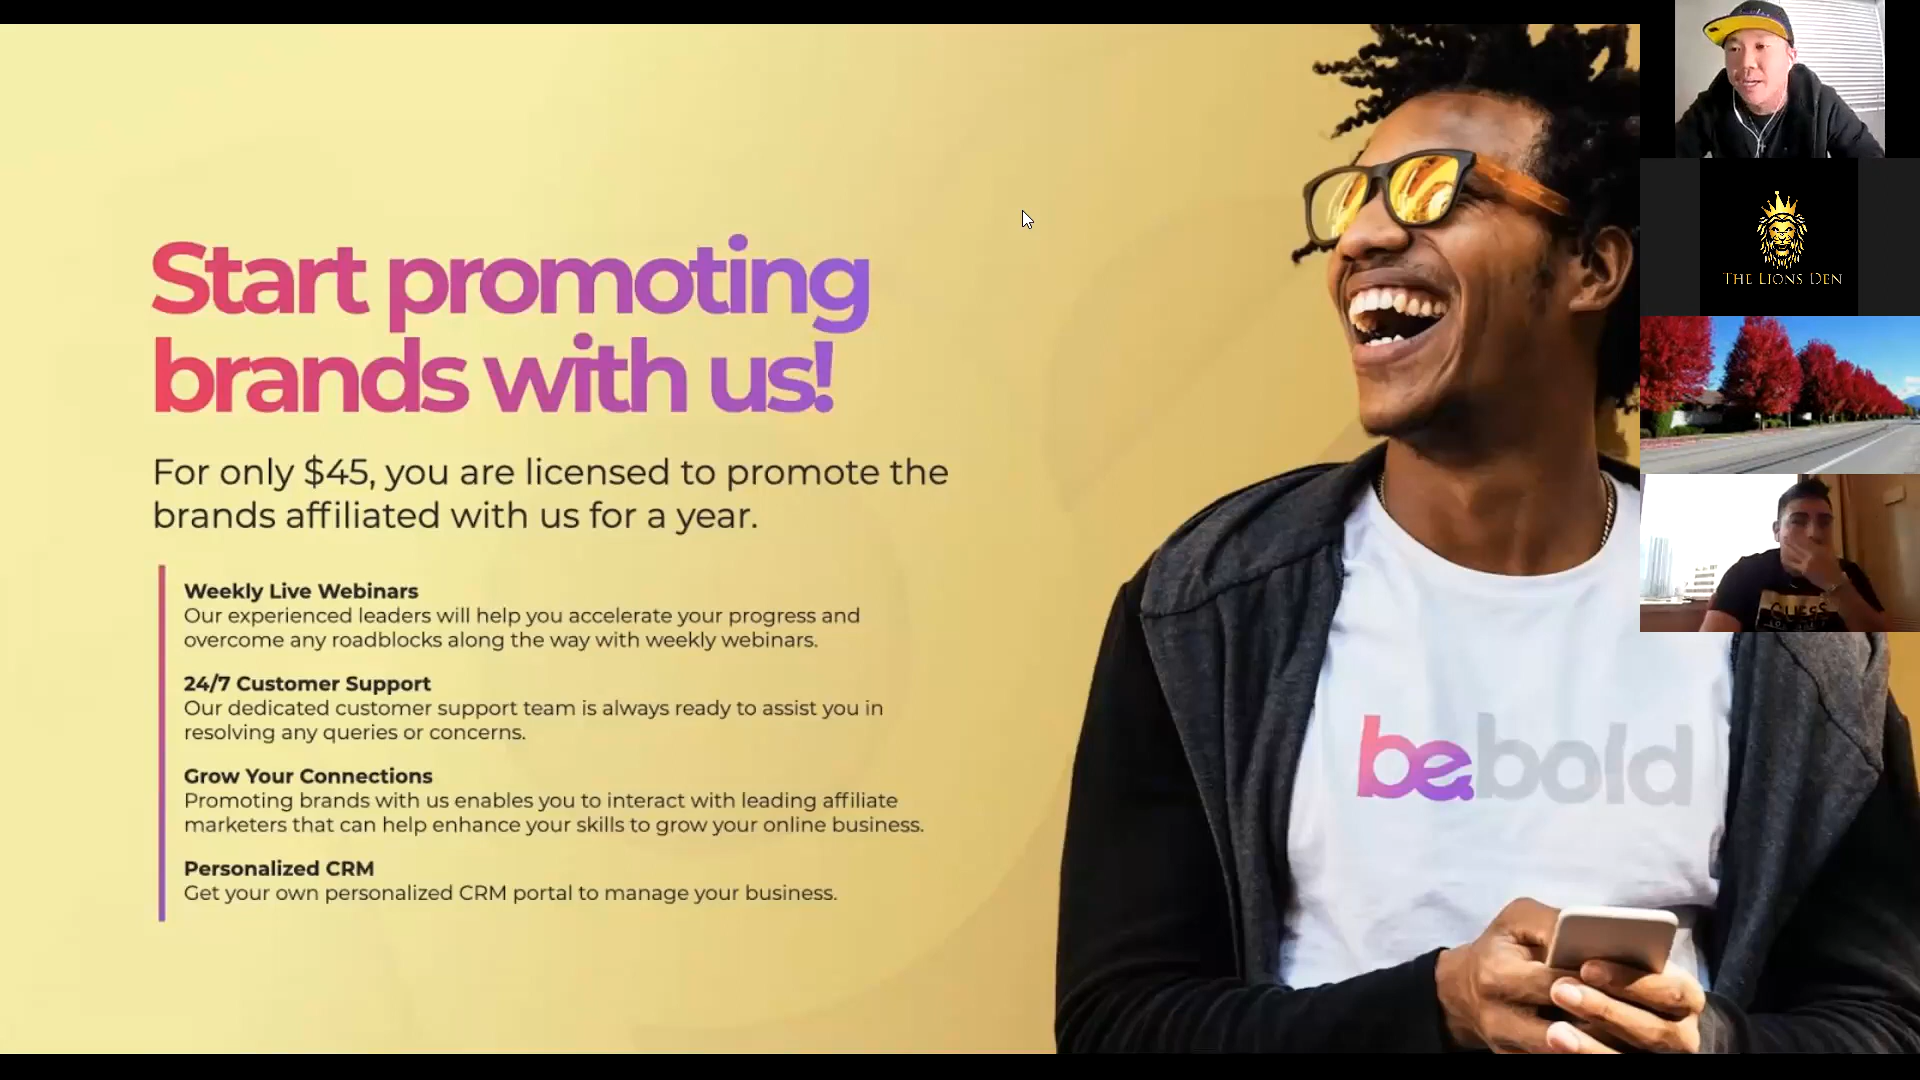 Start promoting
brands with us!
For only $45, you are licensed to promote the
brands affiliated with us for a year.
Weekly Live Webinars
Our experienced leaders will help you accelerate your progress and
overcome any roadblocks along the way with weekly webinars.
24/7 Customer Support
Our dedicated customer support team is always ready to assist you in
resolving any queries or concerns.
Grow Your Connections
Promoting brands with us enables you to interact with leading affiliate
marketers that can help enhance your skills to grow your online business.
Personalized CRM
Get your own personalized CRM portal to manage your business.
bebold
THE LIONS DEN
GUESS